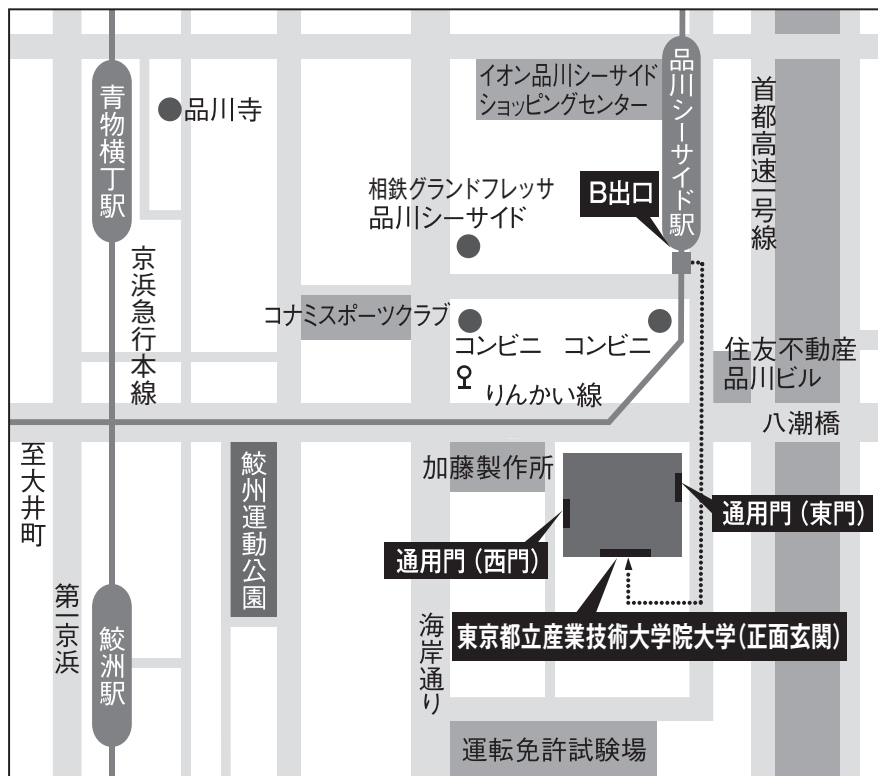 イオン品川シーサイド
ショッピングセンター
品川シーサイド駅
首都高速一号線
青物横丁駅
品川寺
相鉄グランドフレッサ
品川シーサイド
B出口
京浜急行本線
コナミスポーツクラブ
コンビニ
コンビニ
りんかい線
住友不動産
品川ビル
八潮橋
至大井町
鮫州運動公園
加藤製作所
通用門(東門)
通用門(西門)
第一京浜
鮫洲駅
海岸通り
東京都立産業技術大学院大学(正面玄関)
運転免許試験場